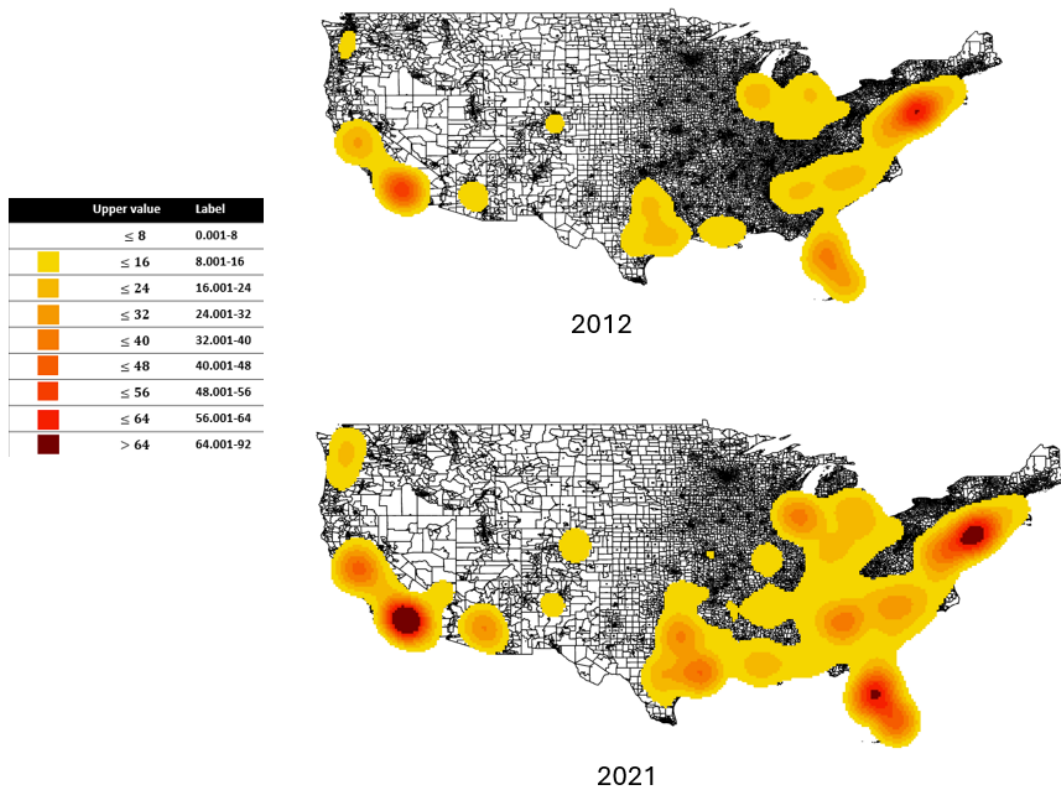 Upper value Label
≤ 8 0.001-8
≤ 16 8.001-16
≤ 24 16.001-24
≤ 32 24.001-32
≤ 40 32.001-40
≤ 48 40.001-48
≤ 56 48.001-56
≤ 64 56.001-64
> 64 64.001-92
2012
2021